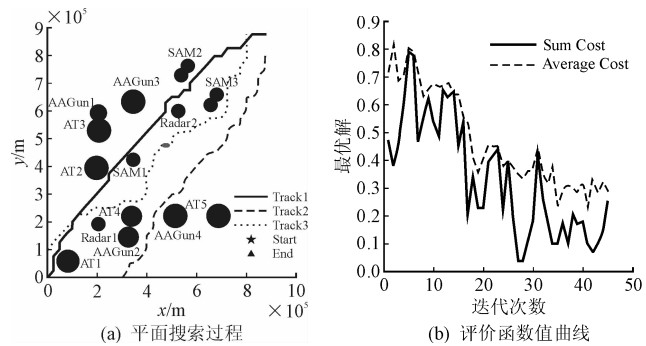 9 ×10⁵
8
7
6
5
4
3
2
1
0
y/m
SAM2
AAGun3
SAM3
AAGun1
AT3
Radar2
AT2
SAM1
AT4
AT5
Radar1
AAGun4
AAGun2
AT1
Track1
Track2
Track3
Start
End
0 2 4 6 8 10
×10⁵
x/m
(a) 平面搜索过程
0.9
0.8
0.7
0.6
0.5
0.4
0.3
0.2
0.1
0.0
最优解
Sum Cost
Average Cost
0 10 20 30 40 50
迭代次数
(b) 评价函数值曲线